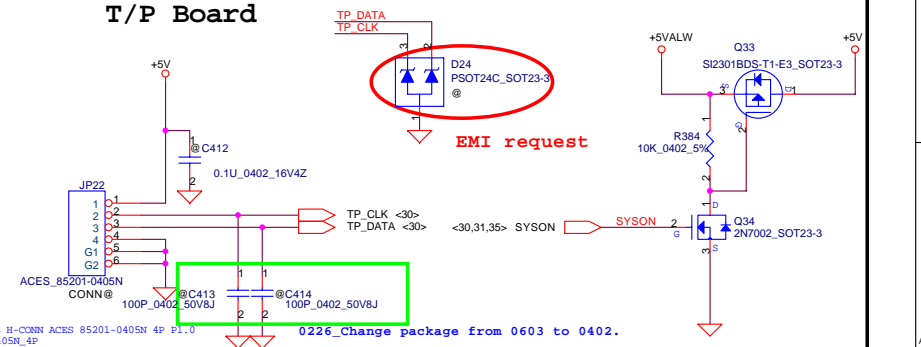 T/P Board
TP_DATA
TP_CLK
3
2
D24
PSOT24C_SOT23-3
@
1
EMI request
+5VALW
Q33
+5V
SI2301BDS-T1-E3_SOT23-3
3
S
D
1
G
2
1
R384
10K_0402_5%
2
+5V
1
@C412
2
0.1U_0402_16V4Z
JP22
1
1
2
2
3
3
4
4
G1
5
G2
6
ACES_85201-0405N
CONN@
TP_CLK <30>
TP_DATA <30>
<30,31,35> SYSON
SYSON
2
G
1
D
Q34
2N7002_SOT23-3
3
S
1
1
@C413
@C414
100P_0402_50V8J
100P_0402_50V8J
2
2
H-CONN ACES 85201-0405N 4P P1.0
05N_4P
0226_Change package from 0603 to 0402.